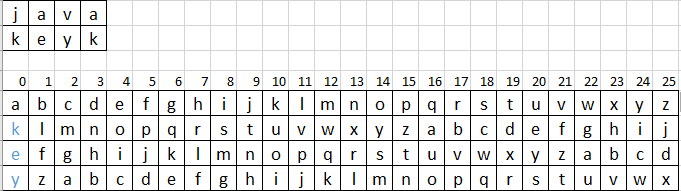 j a v a
k e y k
0 1 2 3 4 5 6 7 8 9 10 11 12 13 14 15 16 17 18 19 20 21 22 23 24 25
a b c d e f g h i j k l m n o p q r s t u v w x y z
k l m n o p q r s t u v w x y z a b c d e f g h i j
e f g h i j k l m n o p q r s t u v w x y z a b c d
y z a b c d e f g h i j k l m n o p q r s t u v w x